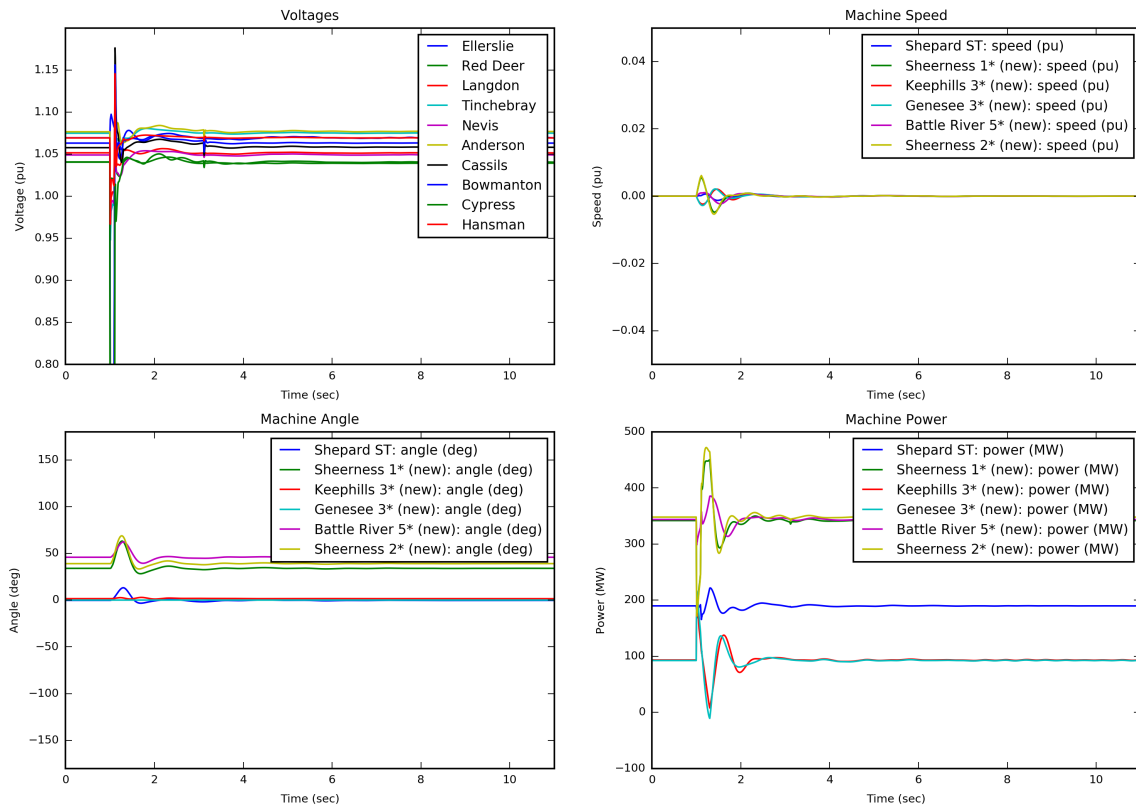 Voltages
1.15
1.10
1.05
1.00
0.95
0.90
0.85
0.80
Voltage (pu)
0 2 4 6 8 10
Time (sec)
Ellerslie
Red Deer
Langdon
Tinchebray
Nevis
Anderson
Cassils
Bowmanton
Cypress
Hansman
Machine Speed
0.04
0.02
0.00
−0.02
−0.04
Speed (pu)
0 2 4 6 8 10
Time (sec)
Shepard ST: speed (pu)
Sheerness 1* (new): speed (pu)
Keephills 3* (new): speed (pu)
Genesee 3* (new): speed (pu)
Battle River 5* (new): speed (pu)
Sheerness 2* (new): speed (pu)
Machine Angle
150
100
50
0
−50
−100
−150
Angle (deg)
0 2 4 6 8 10
Time (sec)
Shepard ST: angle (deg)
Sheerness 1* (new): angle (deg)
Keephills 3* (new): angle (deg)
Genesee 3* (new): angle (deg)
Battle River 5* (new): angle (deg)
Sheerness 2* (new): angle (deg)
Machine Power
500
400
300
200
100
0
−100
Power (MW)
0 2 4 6 8 10
Time (sec)
Shepard ST: power (MW)
Sheerness 1* (new): power (MW)
Keephills 3* (new): power (MW)
Genesee 3* (new): power (MW)
Battle River 5* (new): power (MW)
Sheerness 2* (new): power (MW)